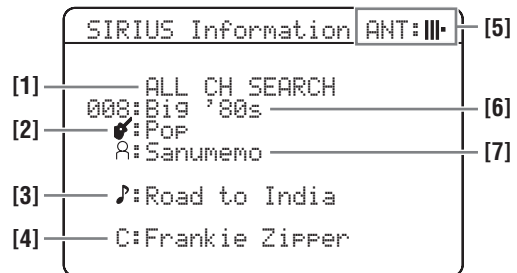 SIRIUS Information ANT: [5]
[1] ALL CH SEARCH
008:Big '80s [6]
[2] :Pop
:Sanumemo [7]
[3] ♪:Road to India
[4] C:Frankie Zipper